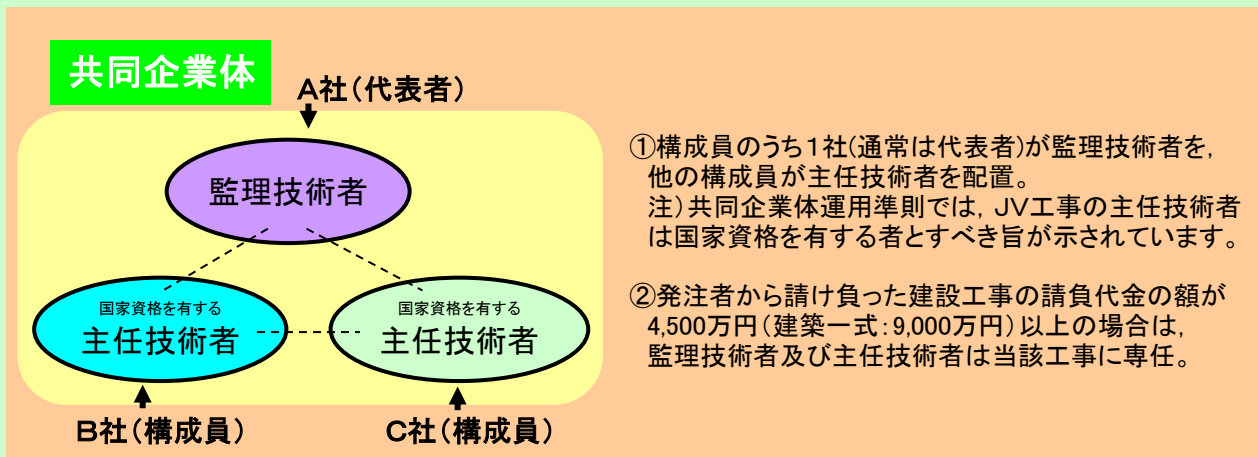 共同企業体
A社(代表者)
監理技術者
国家資格を有する
主任技術者
国家資格を有する
主任技術者
B社(構成員)
C社(構成員)
①構成員のうち1社(通常は代表者)が監理技術者を,
他の構成員が主任技術者を配置。
注)共同企業体運用準則では, JV工事の主任技術者
は国家資格を有する者とすべき旨が示されています。
②発注者から請け負った建設工事の請負代金の額が
4,500万円(建築一式:9,000万円)以上の場合は,
監理技術者及び主任技術者は当該工事に専任。